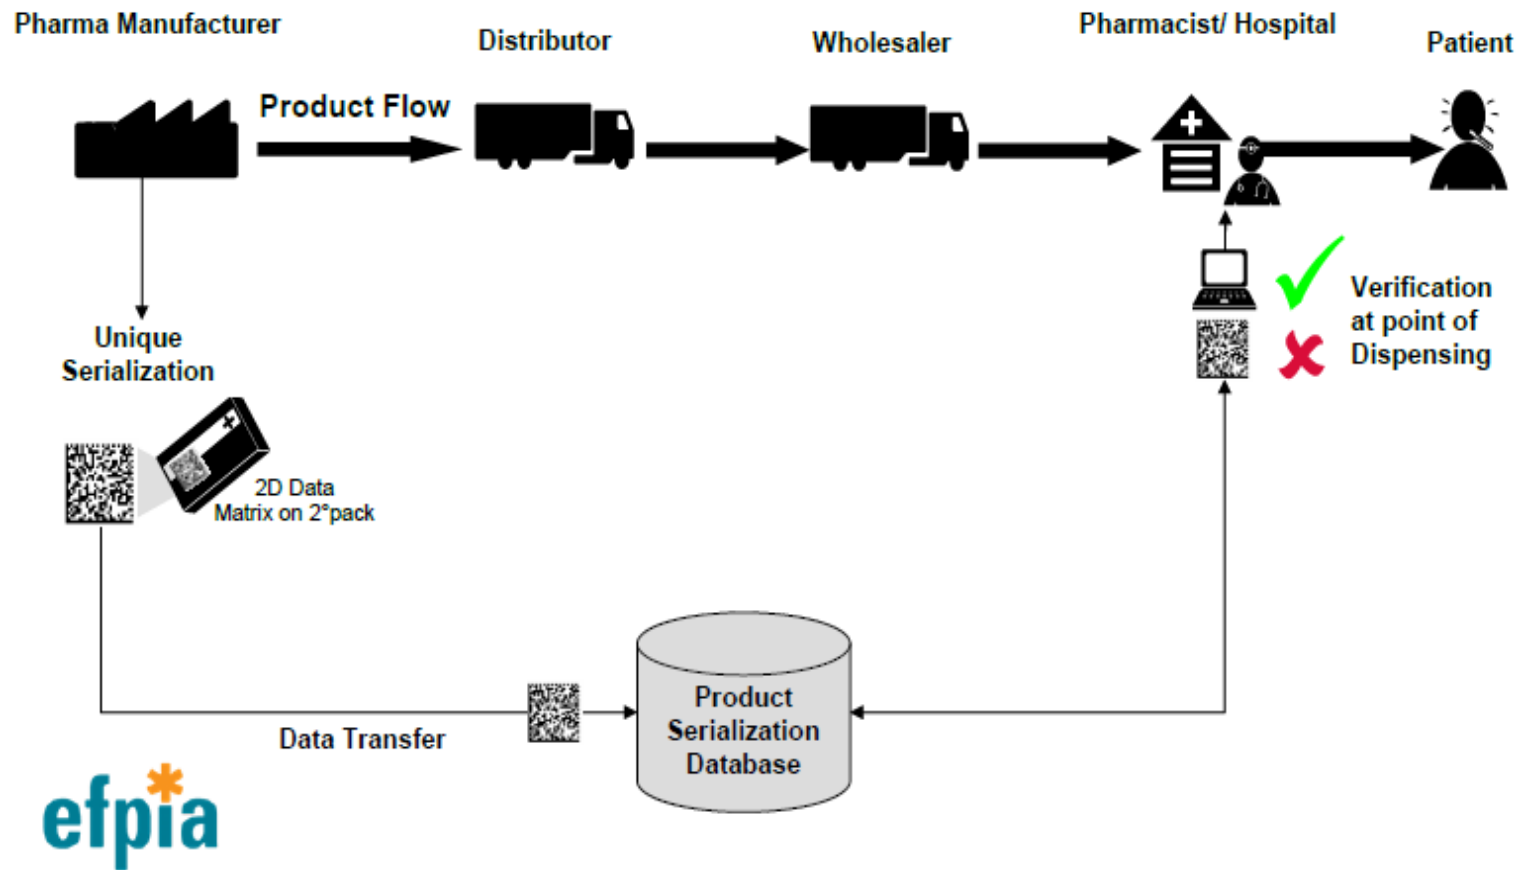 Pharma Manufacturer
Distributor
Wholesaler
Pharmacist/ Hospital
Patient
Product Flow
Unique
Serialization
2D Data
Matrix on 2°pack
Verification
at point of
Dispensing
Data Transfer
Product
Serialization
Database
efpia